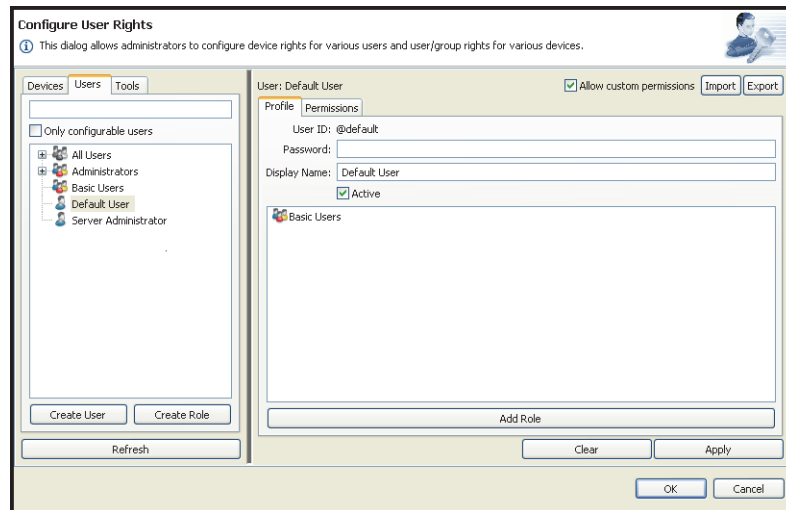 Configure User Rights
This dialog allows administrators to configure device rights for various users and user/group rights for various devices.
Devices Users Tools
Only configurable users
All Users
Administrators
Basic Users
Default User
Server Administrator
Create User Create Role
Refresh
User: Default User Allow custom permissions Import Export
Profile Permissions
User ID: @default
Password:
Display Name: Default User
Active
Basic Users
Add Role
Clear Apply
OK Cancel